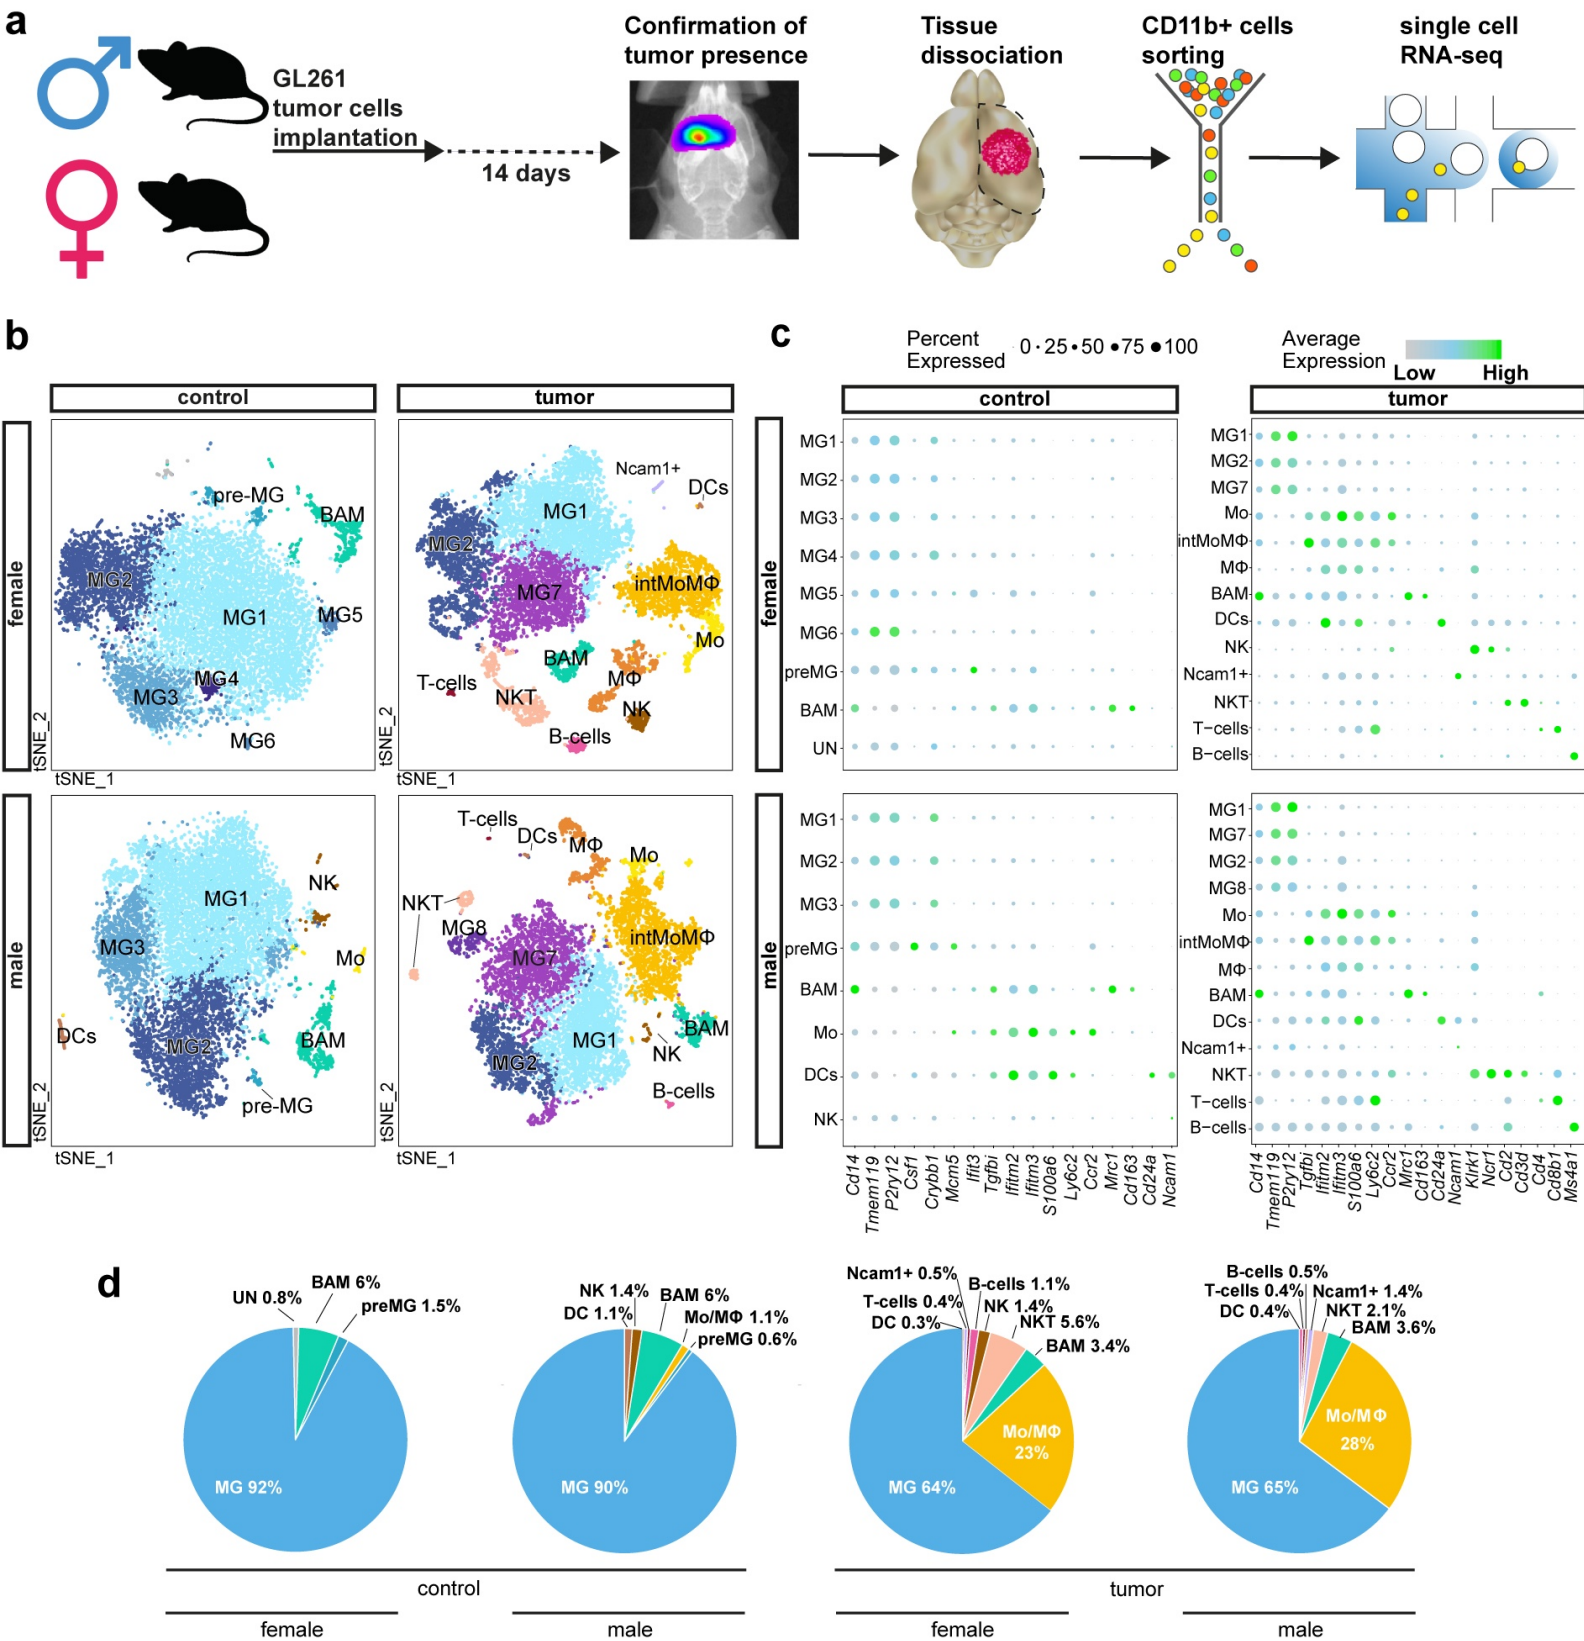 a
GL261
tumor cells
implantation
14 days
Confirmation of
tumor presence
Tissue
dissociation
CD11b+ cells
sorting
single cell
RNA-seq
b
control
tumor
female
pre-MG
BAM
MG2
MG1
MG5
MG4
MG3
MG6
tSNE_2
tSNE_1
Ncam1+
DCs
MG1
MG2
MG7
intMoMΦ
Mo
BAM
MΦ
T-cells
NKT
NK
B-cells
tSNE_2
tSNE_1
male
MG1
NK
MG3
Mo
DCs
MG2
BAM
pre-MG
tSNE_2
tSNE_1
T-cells
DCs
MΦ
Mo
NKT
MG8
intMoMΦ
MG7
MG1
BAM
MG2
NK
B-cells
tSNE_2
tSNE_1
c
Percent
Expressed
0 25 50 75 100
Average
Expression
Low High
control
tumor
female
MG1
MG2
MG3
MG4
MG5
MG6
preMG
BAM
UN
MG1
MG2
MG7
Mo
intMoMΦ
MΦ
BAM
DCs
NK
Ncam1+
NKT
T-cells
B-cells
male
MG1
MG2
MG3
preMG
BAM
Mo
DCs
NK
MG1
MG7
MG2
MG8
Mo
intMoMΦ
MΦ
BAM
DCs
Ncam1+
NKT
T-cells
B-cells
Cd14
Tmem119
P2ry12
Csf1
Crybb1
Mcm5
Ifit3
Tgfbi
Ifitm2
Ifitm3
S100a6
Ly6c2
Ccr2
Mrc1
Cd163
Cd24a
Ncam1
Cd14
Tmem119
P2ry12
Tgfbi
Ifitm2
Ifitm3
S100a6
Ly6c2
Ccr2
Mrc1
Cd163
Cd24a
Ncam1
Klrk1
Ncr1
Cd2
Cd3d
Cd4
Cd8b1
Ms4a1
d
UN 0.8%
BAM 6%
preMG 1.5%
MG 92%
NK 1.4%
DC 1.1%
BAM 6%
Mo/MΦ 1.1%
preMG 0.6%
MG 90%
Ncam1+ 0.5%
B-cells 1.1%
T-cells 0.4%
NK 1.4%
DC 0.3%
NKT 5.6%
BAM 3.4%
Mo/MΦ
23%
MG 64%
B-cells 0.5%
T-cells 0.4%
Ncam1+ 1.4%
DC 0.4%
NKT 2.1%
BAM 3.6%
Mo/MΦ
28%
MG 65%
control
tumor
female
male
female
male